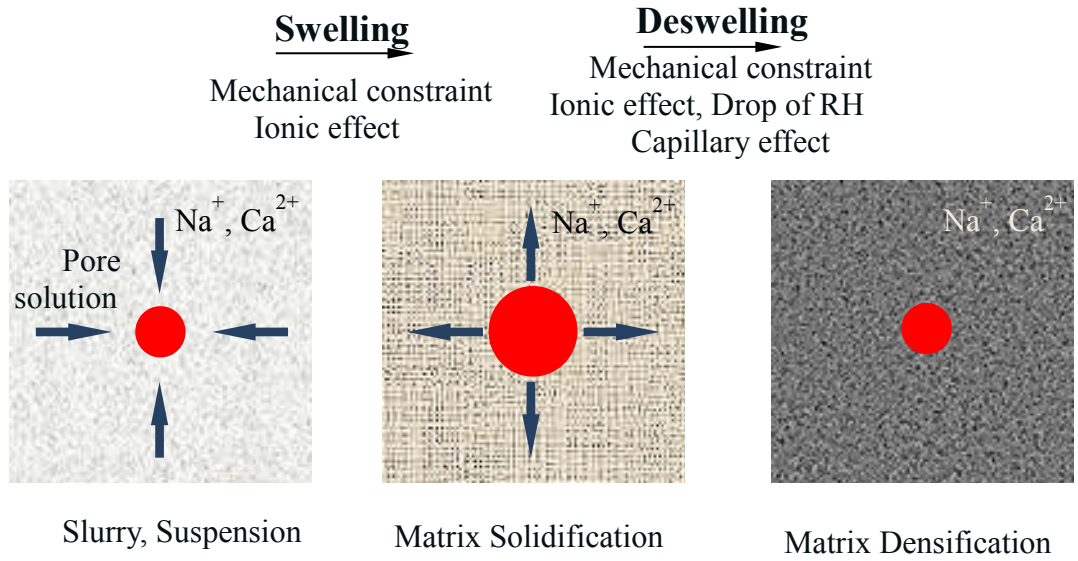 Swelling
Mechanical constraint
Ionic effect
Deswelling
Mechanical constraint
Ionic effect, Drop of RH
Capillary effect
Na⁺, Ca²⁺
Pore
solution
Na⁺, Ca²⁺
Na⁺, Ca²⁺
Slurry, Suspension
Matrix Solidification
Matrix Densification